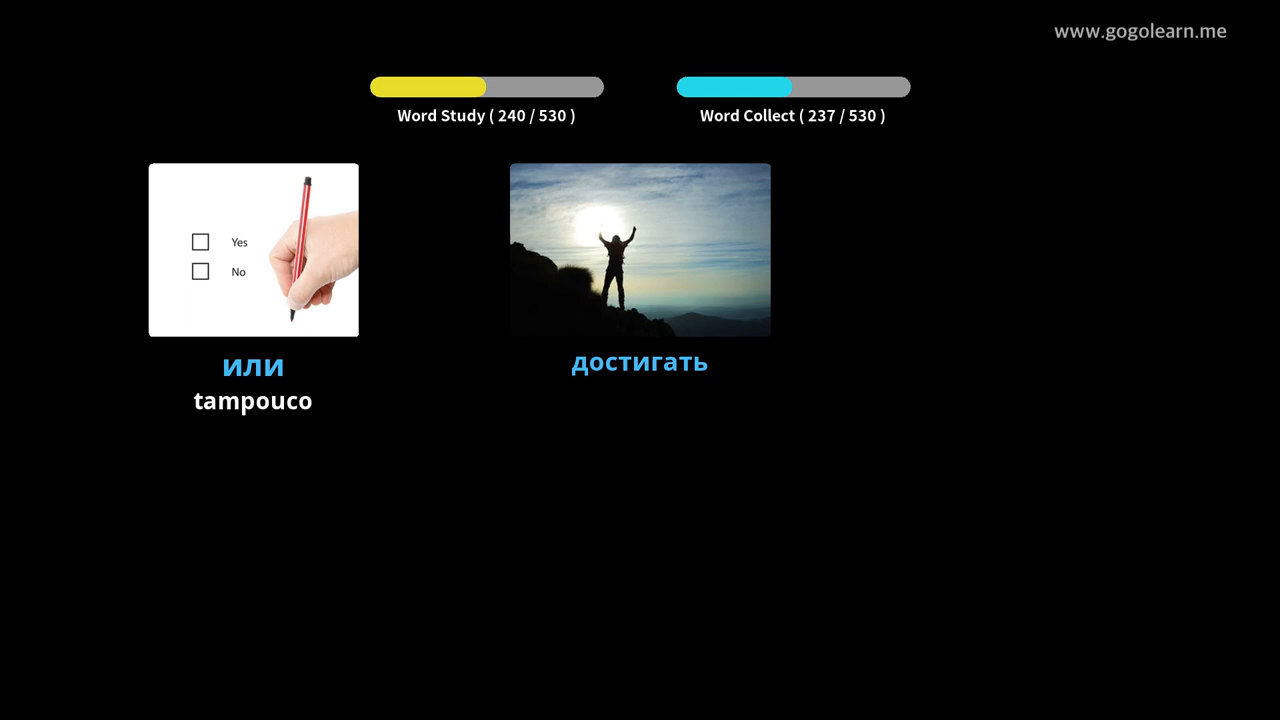 www.gogolearn.me
Word Study ( 240 / 530 )
Word Collect ( 237 / 530 )
Yes
No
или
tampouco
достигать